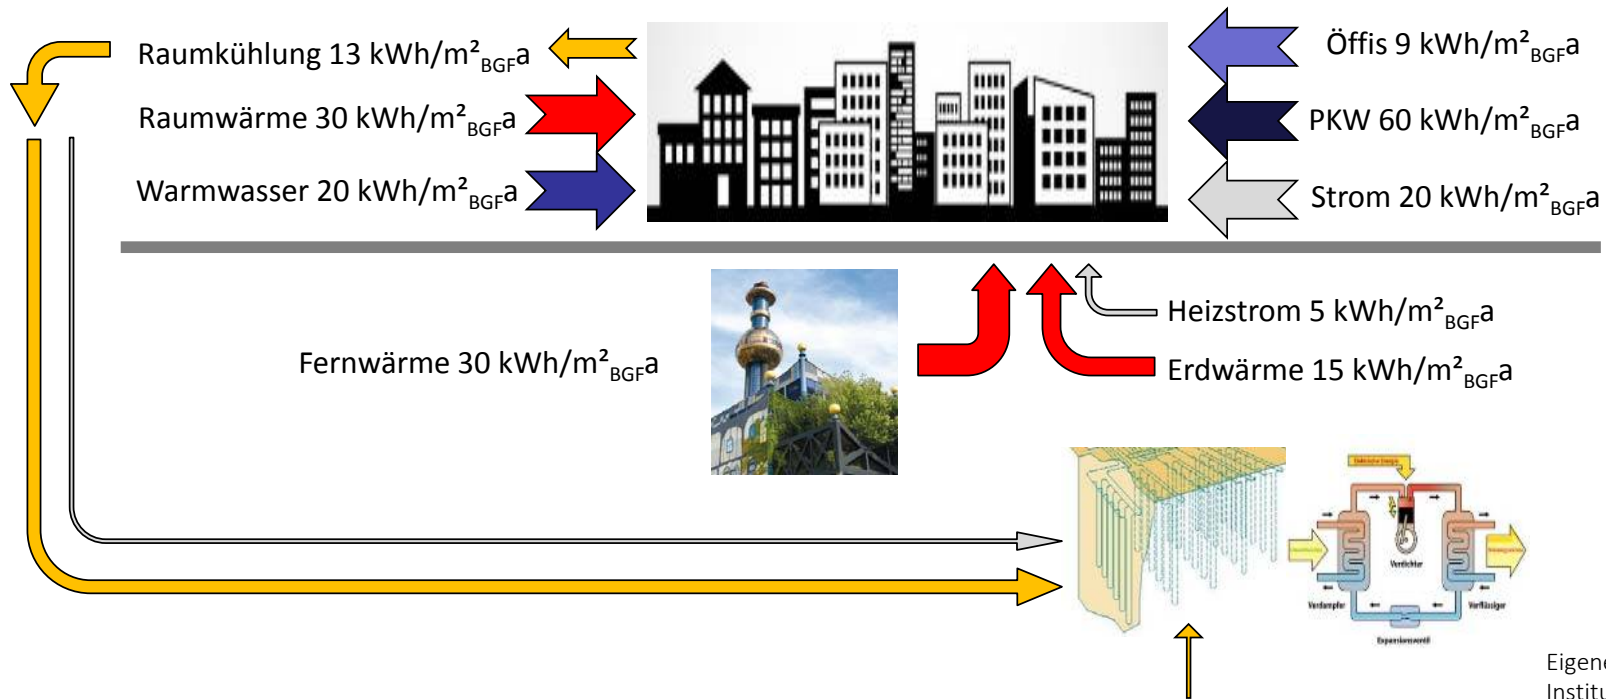 Raumkühlung 13 kWh/m²BGFa
Raumwärme 30 kWh/m²BGFa
Warmwasser 20 kWh/m²BGFa
Öffis 9 kWh/m²BGFa
PKW 60 kWh/m²BGFa
Strom 20 kWh/m²BGFa
Heizstrom 5 kWh/m²BGFa
Fernwärme 30 kWh/m²BGFa
Erdwärme 15 kWh/m²BGFa
Verdichter
Verdampfer
Verflüssiger
Expansionsventil
Eigene
Institu